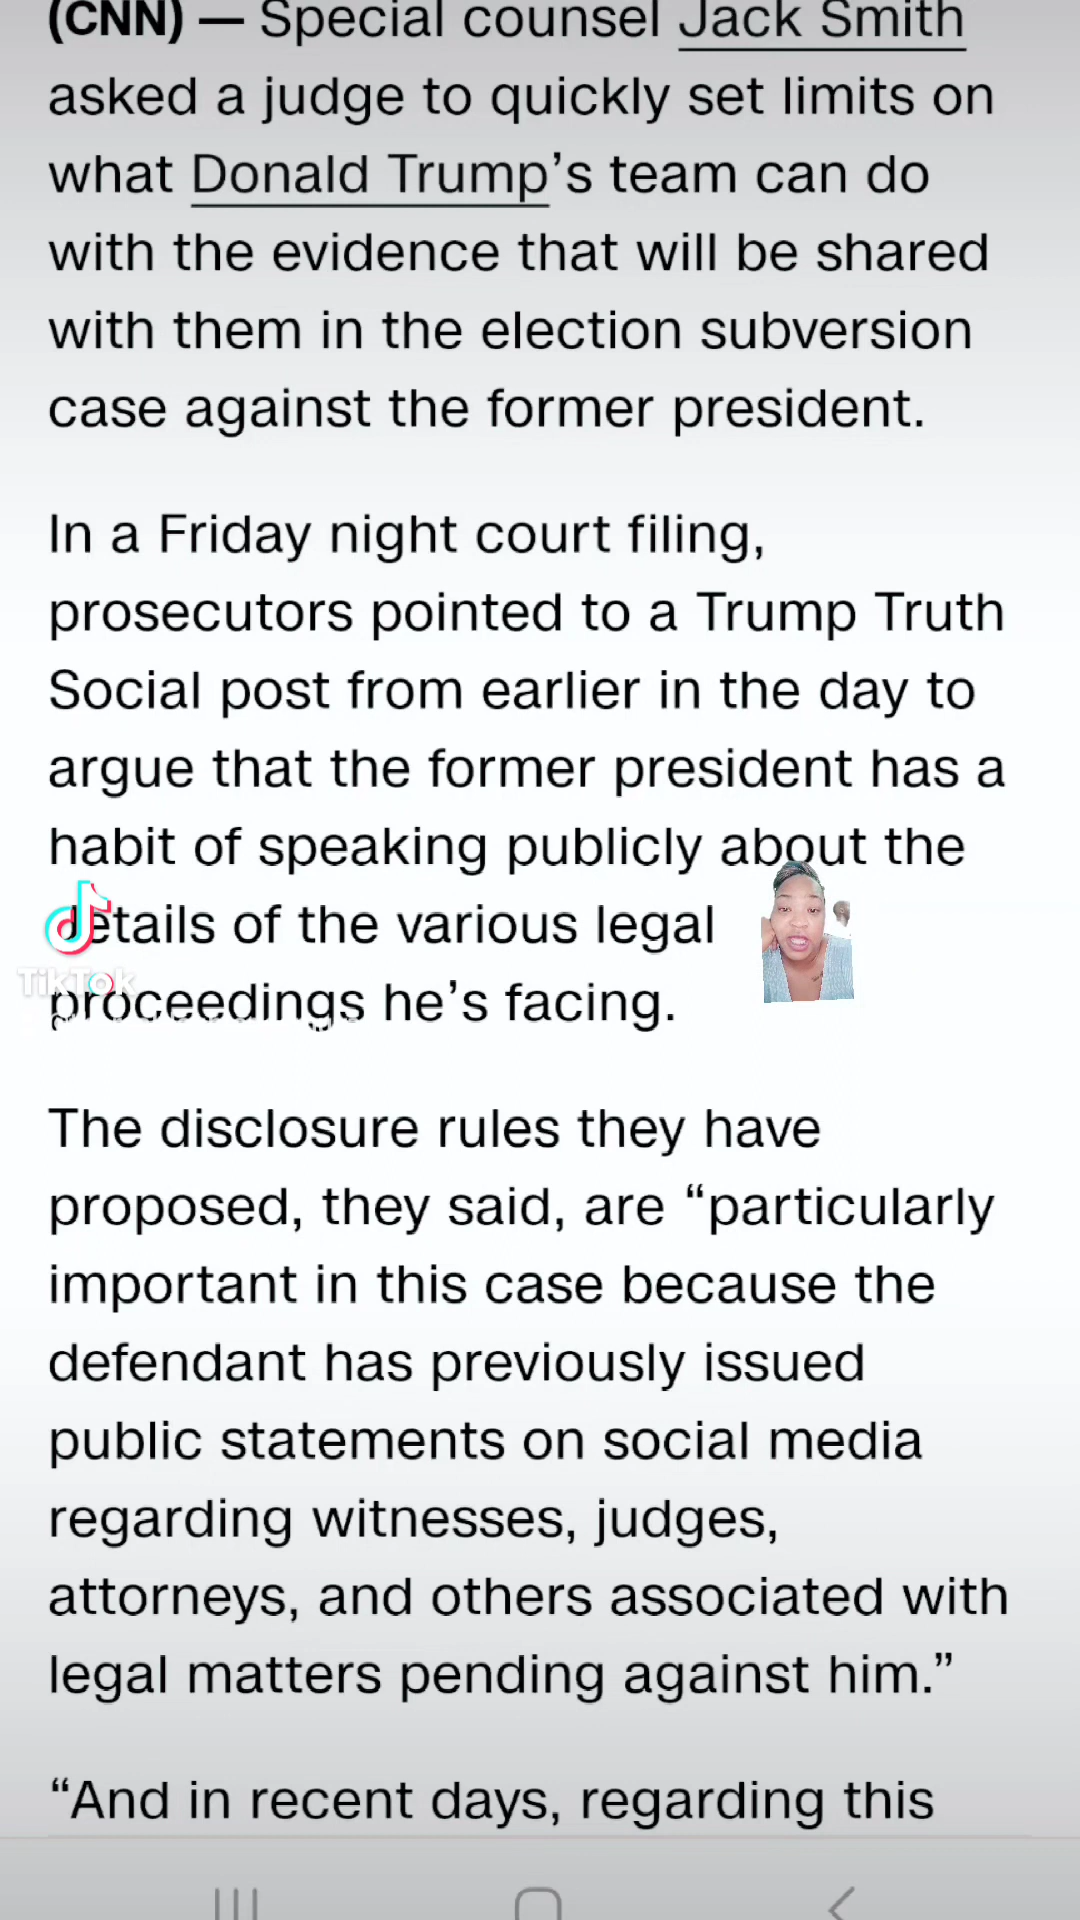 (CNN) — Special counsel Jack Smith
asked a judge to quickly set limits on
what Donald Trump’s team can do
with the evidence that will be shared
with them in the election subversion
case against the former president.
In a Friday night court filing,
prosecutors pointed to a Trump Truth
Social post from earlier in the day to
argue that the former president has a
habit of speaking publicly about the
details of the various legal
TikTok
proceedings he’s facing.
The disclosure rules they have
proposed, they said, are “particularly
important in this case because the
defendant has previously issued
public statements on social media
regarding witnesses, judges,
attorneys, and others associated with
legal matters pending against him.”
“And in recent days, regarding this